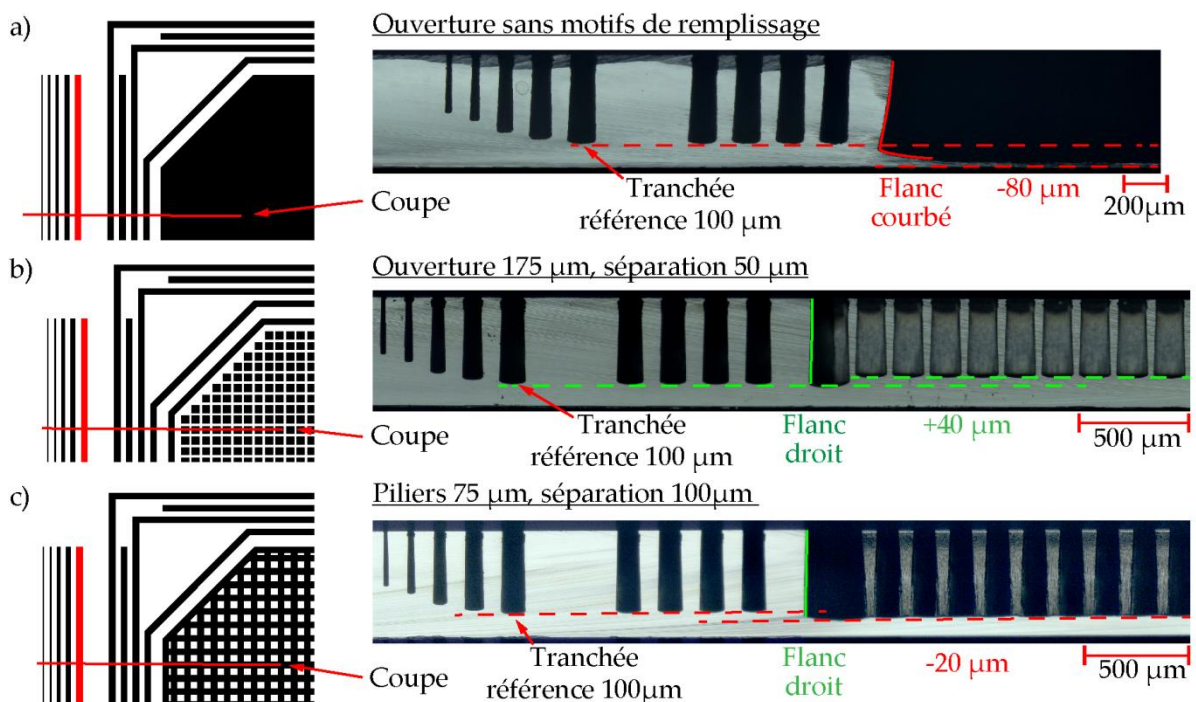 a)
Ouverture sans motifs de remplissage
Coupe
Tranchée
référence 100 µm
Flanc
courbé
-80 µm
200µm
b)
Ouverture 175 µm, séparation 50 µm
Coupe
Tranchée
référence 100 µm
Flanc
droit
+40 µm
500 µm
c)
Piliers 75 µm, séparation 100µm
Coupe
Tranchée
référence 100µm
Flanc
droit
-20 µm
500 µm